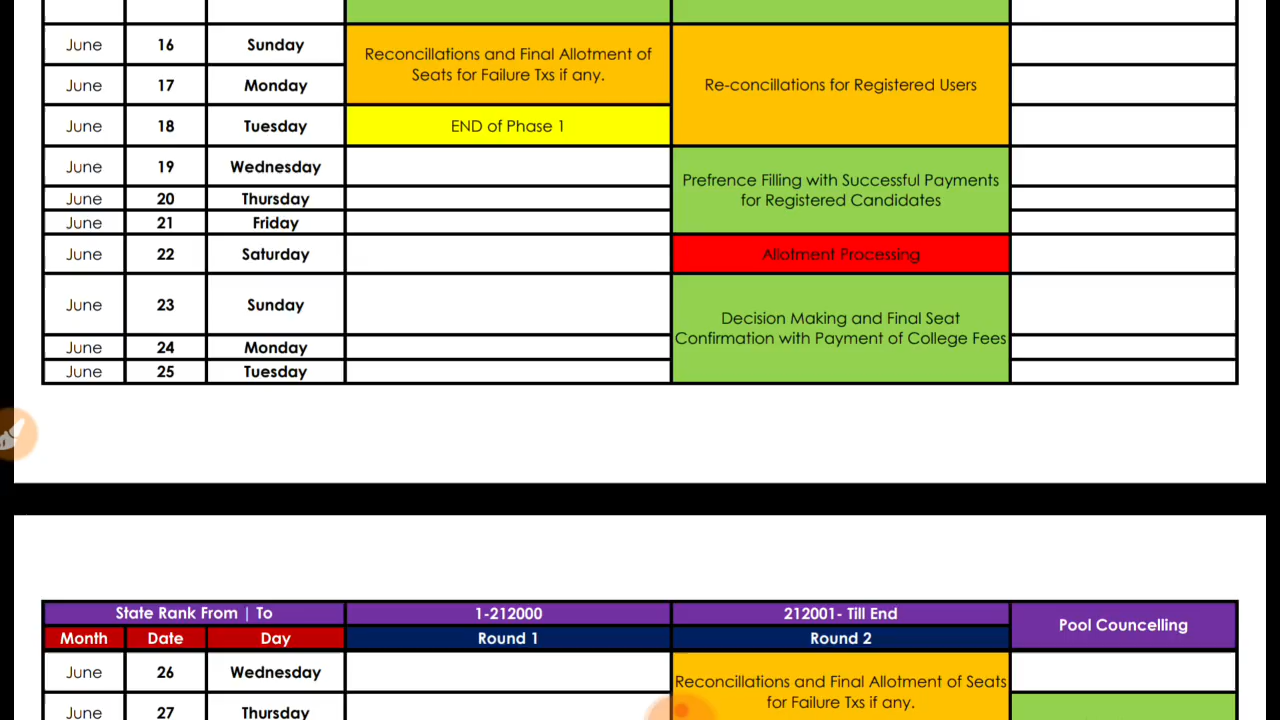 June 16 Sunday Reconcillations and Final Allotment of
Seats for Failure Txs if any.
June 17 Monday Re-concillations for Registered Users
June 18 Tuesday END of Phase 1
June 19 Wednesday Prefrence Filling with Successful Payments
for Registered Candidates
June 20 Thursday
June 21 Friday
June 22 Saturday Allotment Processing
June 23 Sunday Decision Making and Final Seat
Confirmation with Payment of College Fees
June 24 Monday
June 25 Tuesday
State Rank From | To 1-212000 212001- Till End Pool Councelling
Month Date Day Round 1 Round 2
June 26 Wednesday Reconcillations and Final Allotment of Seats
for Failure Txs if any.
June 27 Thursday